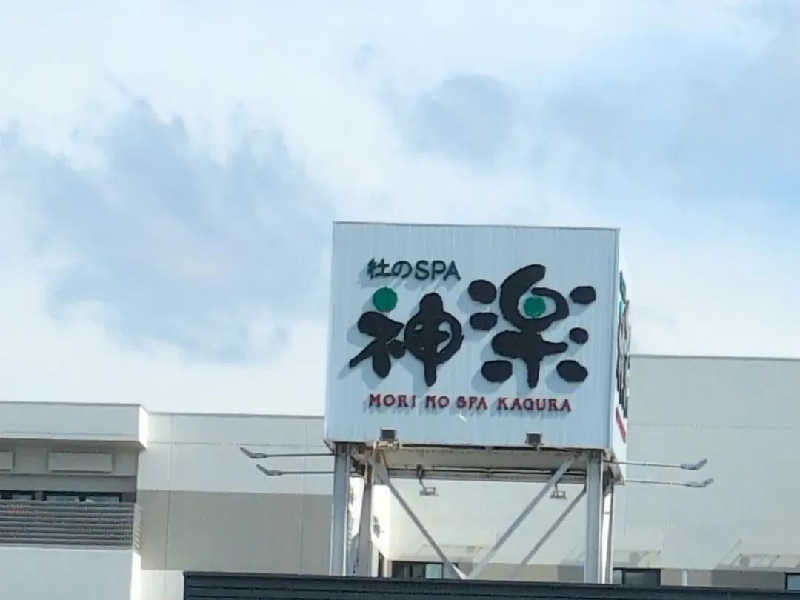 杜のSPA
神楽
MORI NO SPA KAGURA